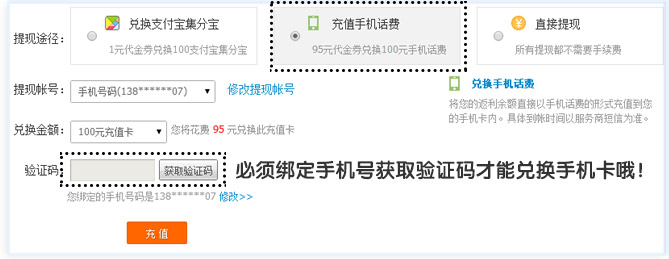 提现途径： 兑换支付宝集分宝 充值手机话费 ¥ 直接提现
1元代金券兑换100支付宝集分宝 95元代金券兑换100元手机话费 所有提现都不需要手续费
提现帐号： 手机号码(138******07) 修改提现帐号
兑换手机话费
将您的返利余额直接以手机话费的形式充值到您
的手机卡内。具体到帐时间以服务商短信为准。
兑换金额： 100元充值卡 您将花费 95 元兑换此充值卡
验证码： 获取验证码 必须绑定手机号获取验证码才能兑换手机卡哦！
您绑定的手机号码是138******07 修改>>
充 值